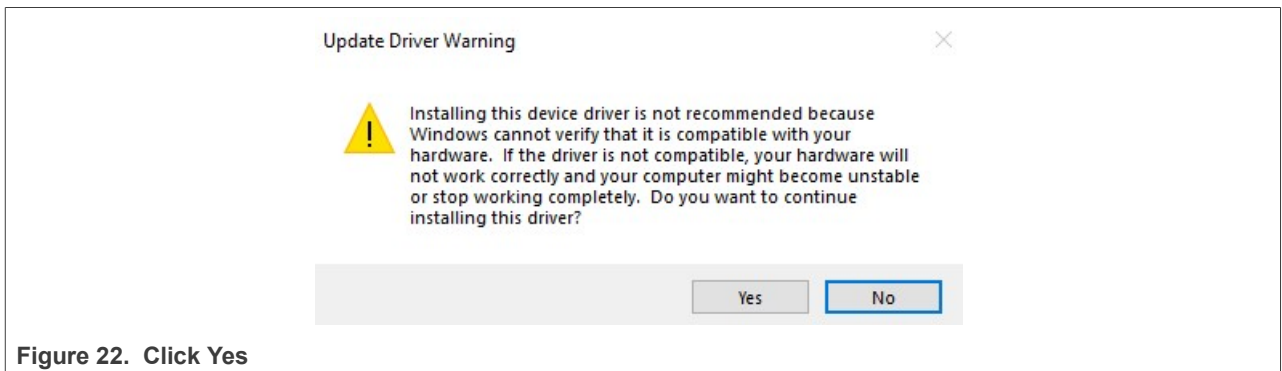 Update Driver Warning
Installing this device driver is not recommended because
Windows cannot verify that it is compatible with your
hardware.  If the driver is not compatible, your hardware will
not work correctly and your computer might become unstable
or stop working completely.  Do you want to continue
installing this driver?
Yes
No
Figure 22.  Click Yes